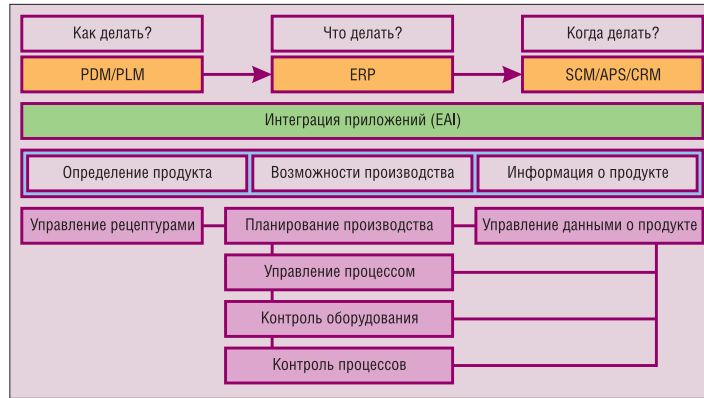 Как делать?
Что делать?
Когда делать?
PDM/PLM
ERP
SCM/APS/CRM
Интеграция приложений (EAI)
Определение продукта
Возможности производства
Информация о продукте
Управление рецептурами
Планирование производства
Управление данными о продукте
Управление процессом
Контроль оборудования
Контроль процессов